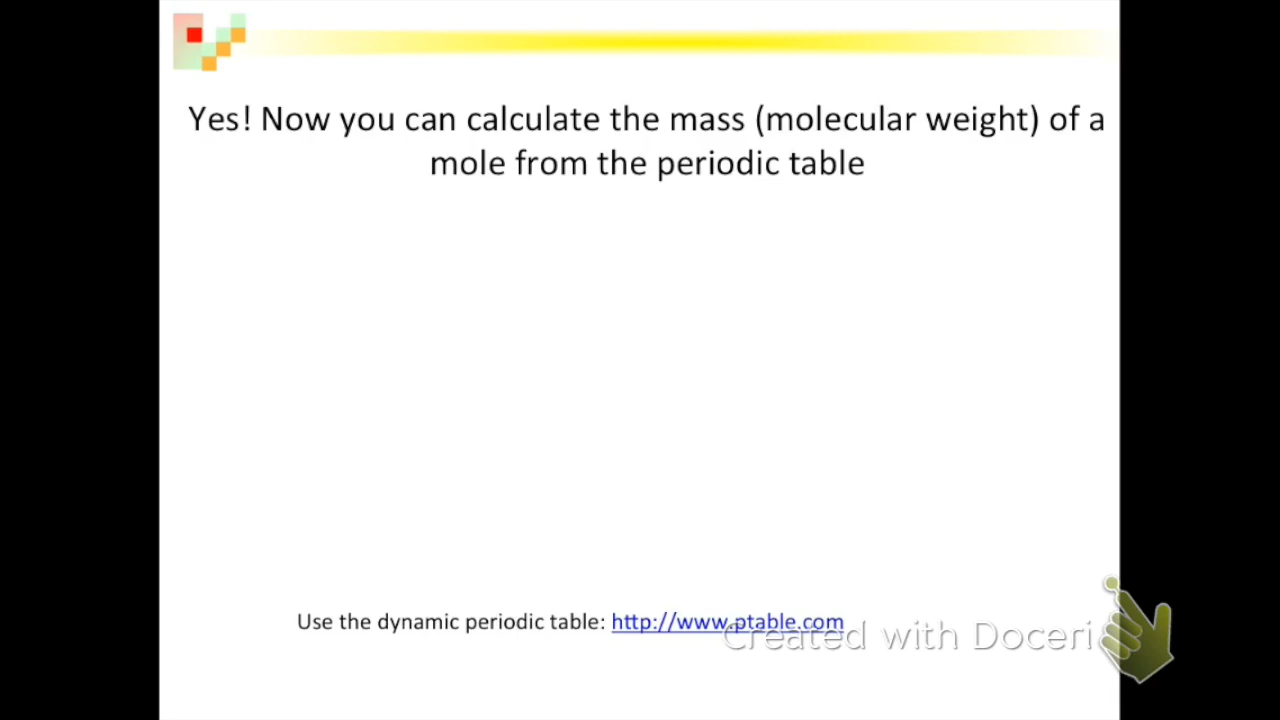 Yes! Now you can calculate the mass (molecular weight) of a
mole from the periodic table
Use the dynamic periodic table: http://www.ptable.com
Created with Doceri